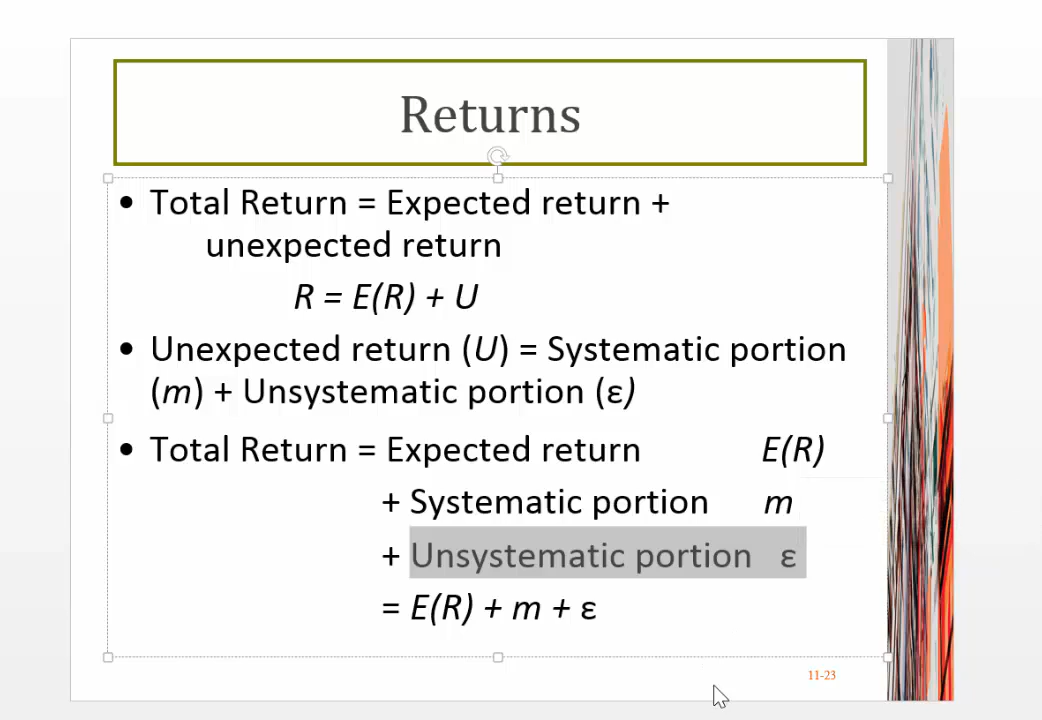 Returns
• Total Return = Expected return +
unexpected return
R = E(R) + U
• Unexpected return (U) = Systematic portion
(m) + Unsystematic portion (ε)
• Total Return = Expected return E(R)
+ Systematic portion m
+ Unsystematic portion ε
= E(R) + m + ε
11-23